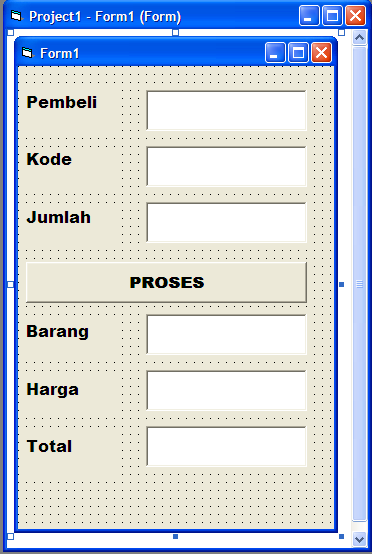 Project1 - Form1 (Form)
Form1
Pembeli
Kode
Jumlah
PROSES
Barang
Harga
Total